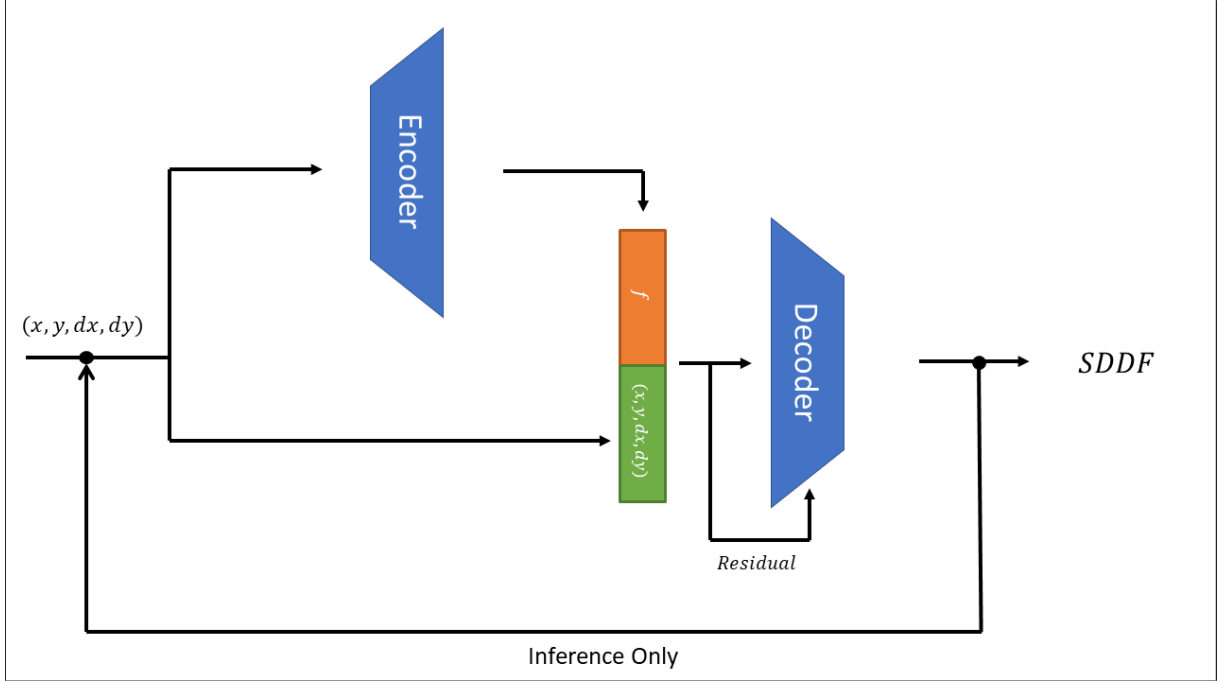 Encoder
(x, y, dx, dy)
f
(x, y, dx, dy)
Decoder
SDDF
Residual
Inference Only